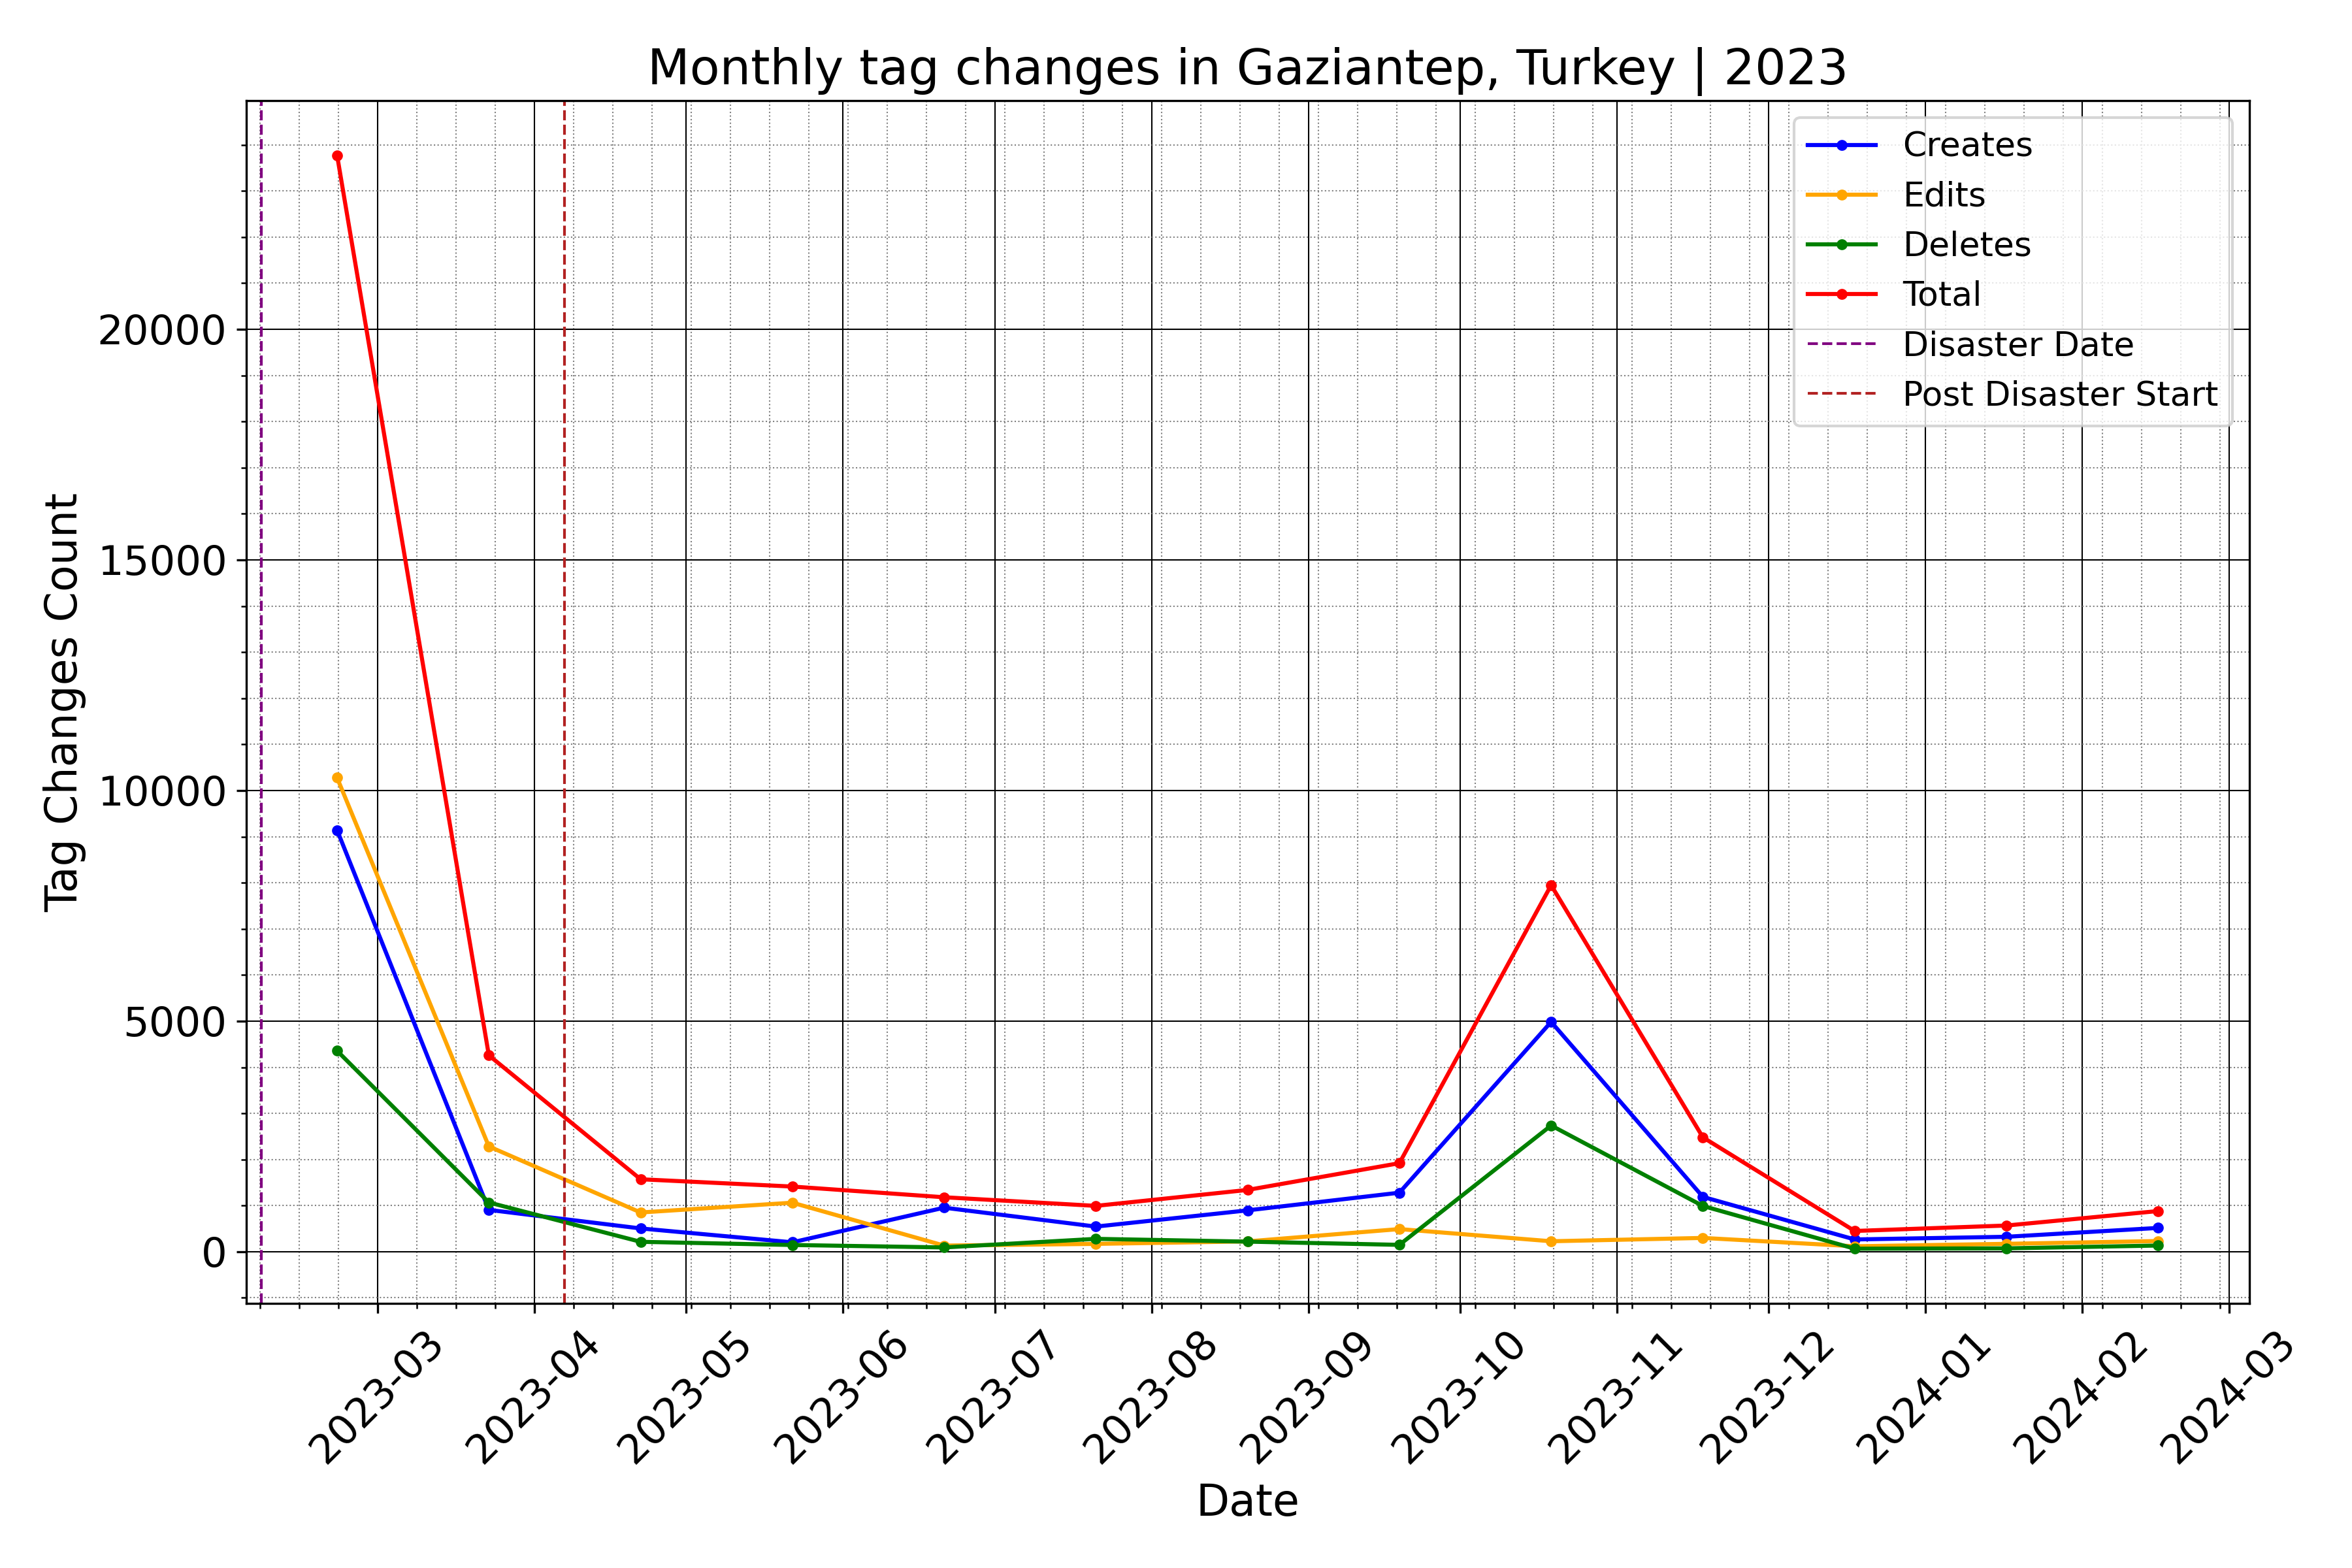 Monthly tag changes in Gaziantep, Turkey | 2023
Creates
Edits
Deletes
Total
Disaster Date
Post Disaster Start
Tag Changes Count
20000
15000
10000
5000
0
2023-03
2023-04
2023-05
2023-06
2023-07
2023-08
2023-09
2023-10
2023-11
2023-12
2024-01
2024-02
2024-03
Date